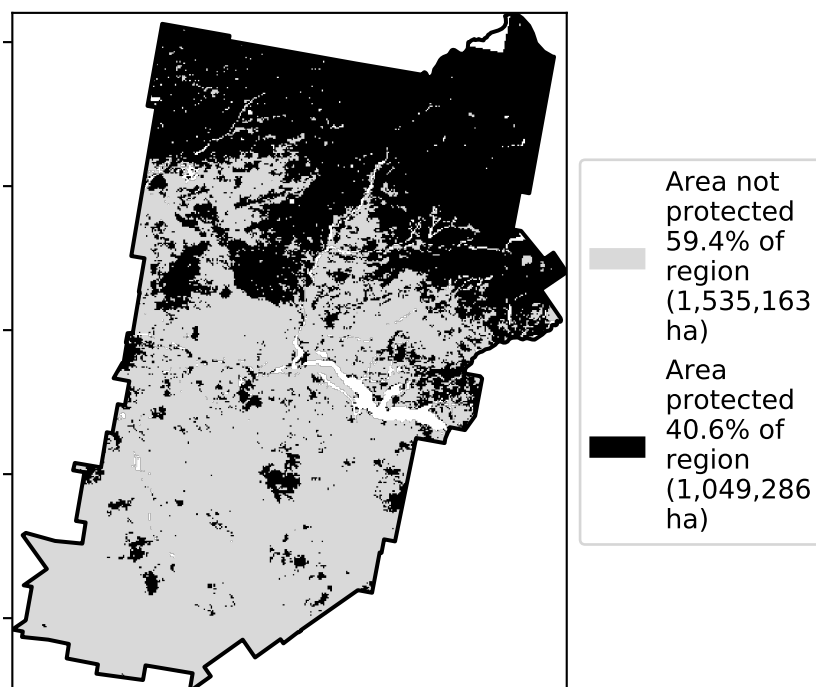 Area not
protected
59.4% of
region
(1,535,163
ha)
Area
protected
40.6% of
region
(1,049,286
ha)